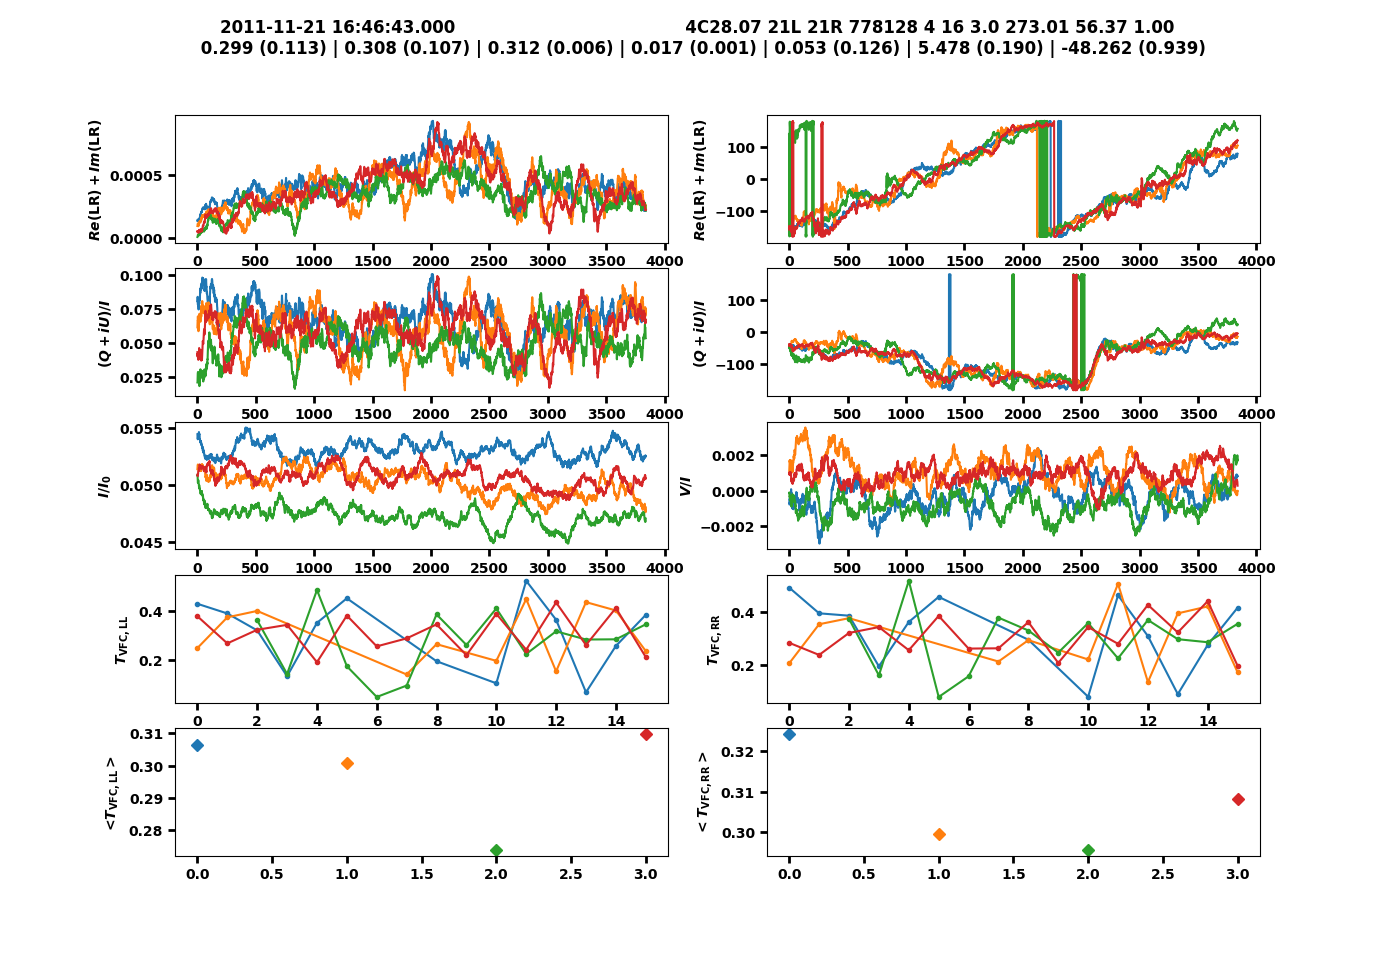 2011-11-21 16:46:43.000 4C28.07 21L 21R 778128 4 16 3.0 273.01 56.37 1.00
0.299 (0.113) | 0.308 (0.107) | 0.312 (0.006) | 0.017 (0.001) | 0.053 (0.126) | 5.478 (0.190) | -48.262 (0.939)
Re(LR) + Im(LR)
0.0005
0.0000
0 500 1000 1500 2000 2500 3000 3500 4000
Re(LR) + Im(LR)
100
0
−100
0 500 1000 1500 2000 2500 3000 3500 4000
(Q + iU)/I
0.100
0.075
0.050
0.025
0 500 1000 1500 2000 2500 3000 3500 4000
(Q + iU)/I
100
0
−100
0 500 1000 1500 2000 2500 3000 3500 4000
I/I0
0.055
0.050
0.045
0 500 1000 1500 2000 2500 3000 3500 4000
V/I
0.002
0.000
−0.002
0 500 1000 1500 2000 2500 3000 3500 4000
TVFC, LL
0.4
0.2
0 2 4 6 8 10 12 14
TVFC, RR
0.4
0.2
0 2 4 6 8 10 12 14
<TVFC, LL >
0.31
0.30
0.29
0.28
0.0 0.5 1.0 1.5 2.0 2.5 3.0
< TVFC, RR >
0.32
0.31
0.30
0.0 0.5 1.0 1.5 2.0 2.5 3.0